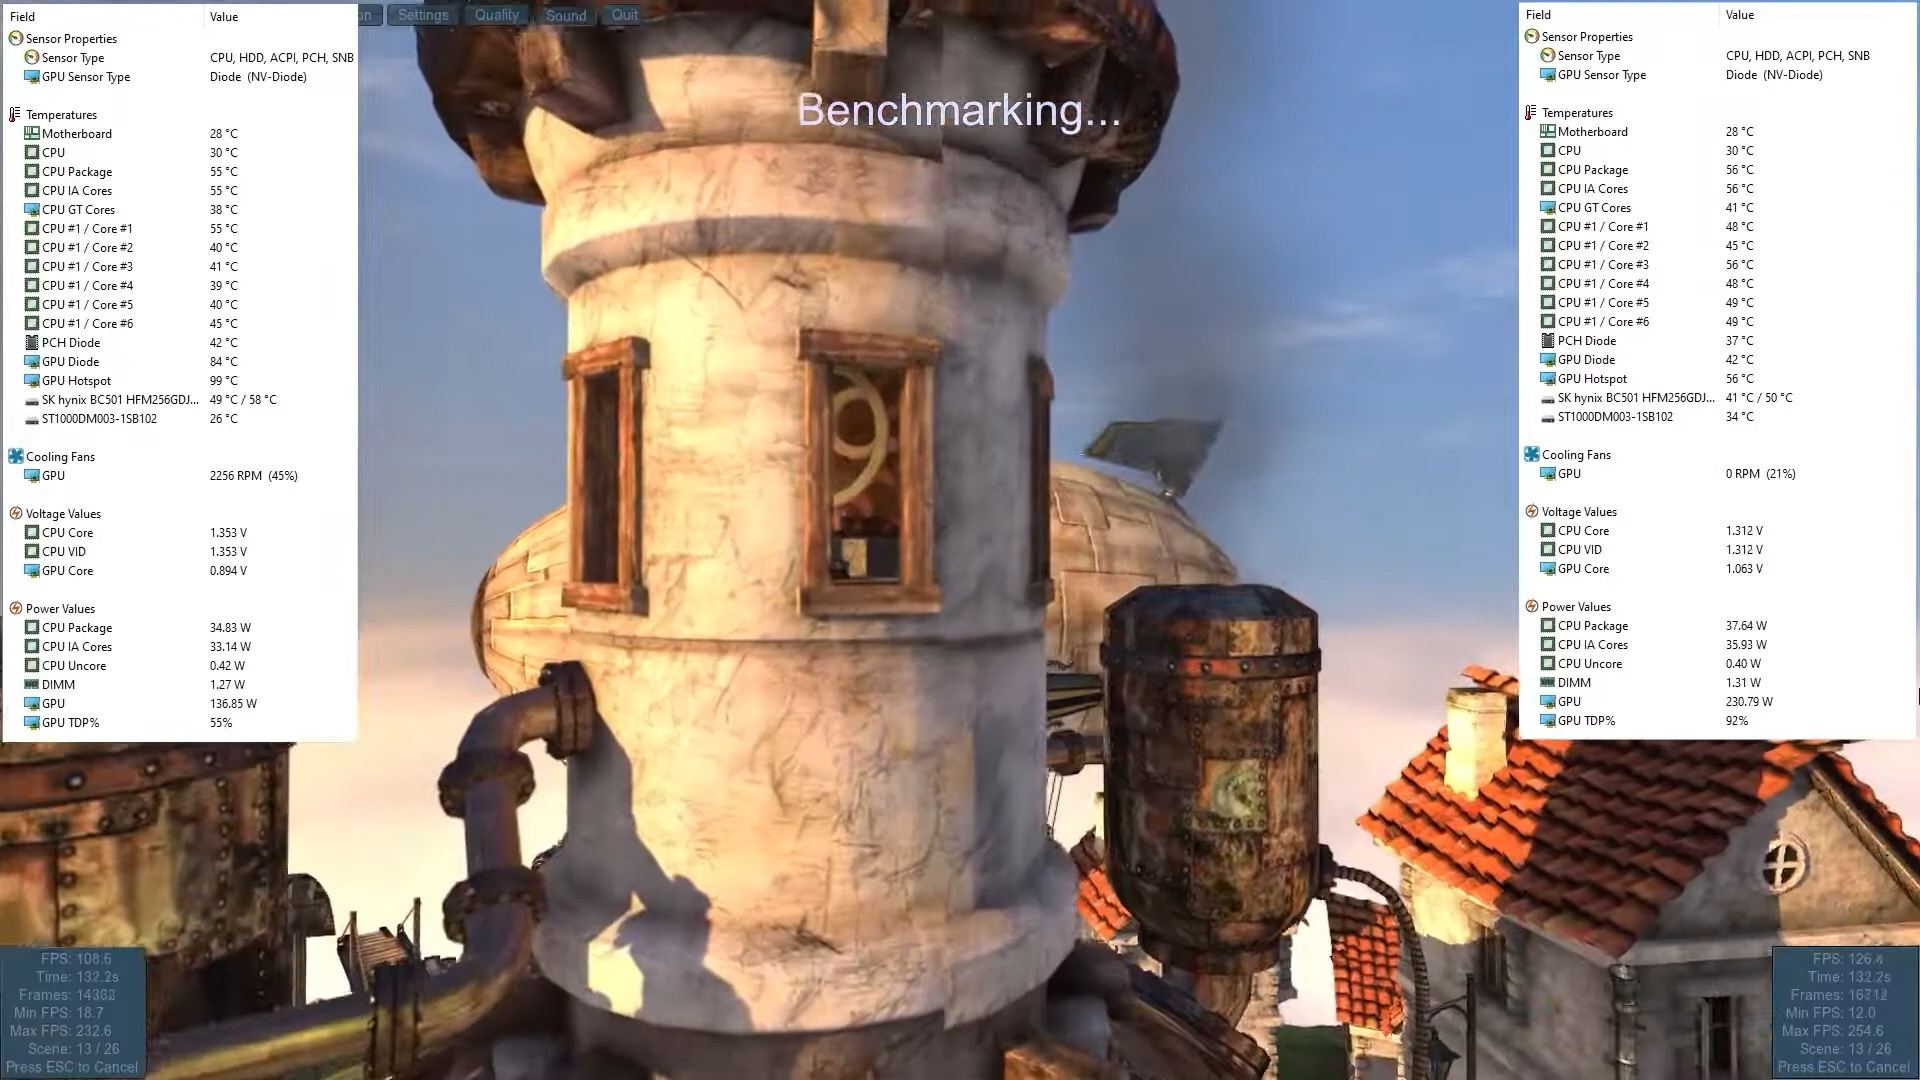 Field Value
Sensor Properties
Sensor Type CPU, HDD, ACPI, PCH, SNB
GPU Sensor Type Diode (NV-Diode)
Temperatures
Motherboard 28 °C
CPU 30 °C
CPU Package 55 °C
CPU IA Cores 55 °C
CPU GT Cores 38 °C
CPU #1 / Core #1 55 °C
CPU #1 / Core #2 40 °C
CPU #1 / Core #3 41 °C
CPU #1 / Core #4 39 °C
CPU #1 / Core #5 40 °C
CPU #1 / Core #6 45 °C
PCH Diode 42 °C
GPU Diode 84 °C
GPU Hotspot 99 °C
SK hynix BC501 HFM256GDJ... 49 °C / 58 °C
ST1000DM003-1SB102 26 °C
Cooling Fans
GPU 2256 RPM (45%)
Voltage Values
CPU Core 1.353 V
CPU VID 1.353 V
GPU Core 0.894 V
Power Values
CPU Package 34.83 W
CPU IA Cores 33.14 W
CPU Uncore 0.42 W
DIMM 1.27 W
GPU 136.85 W
GPU TDP% 55%
Settings Quality Sound Quit
Benchmarking...
9
Field Value
Sensor Properties
Sensor Type CPU, HDD, ACPI, PCH, SNB
GPU Sensor Type Diode (NV-Diode)
Temperatures
Motherboard 28 °C
CPU 30 °C
CPU Package 56 °C
CPU IA Cores 56 °C
CPU GT Cores 41 °C
CPU #1 / Core #1 48 °C
CPU #1 / Core #2 45 °C
CPU #1 / Core #3 56 °C
CPU #1 / Core #4 48 °C
CPU #1 / Core #5 49 °C
CPU #1 / Core #6 49 °C
PCH Diode 37 °C
GPU Diode 42 °C
GPU Hotspot 56 °C
SK hynix BC501 HFM256GDJ... 41 °C / 50 °C
ST1000DM003-1SB102 34 °C
Cooling Fans
GPU 0 RPM (21%)
Voltage Values
CPU Core 1.312 V
CPU VID 1.312 V
GPU Core 1.063 V
Power Values
CPU Package 37.64 W
CPU IA Cores 35.93 W
CPU Uncore 0.40 W
DIMM 1.31 W
GPU 230.79 W
GPU TDP% 92%
FPS: 108.6
Time: 132.2s
Frames:
Min FPS: 18.7
Max FPS: 232.6
Scene: 13 / 26
Press ESC to Cancel
FPS: 126.4
Time: 132.2s
Frames:
Min FPS: 12.0
Max FPS: 254.6
Scene: 13 / 26
Press ESC to Cancel